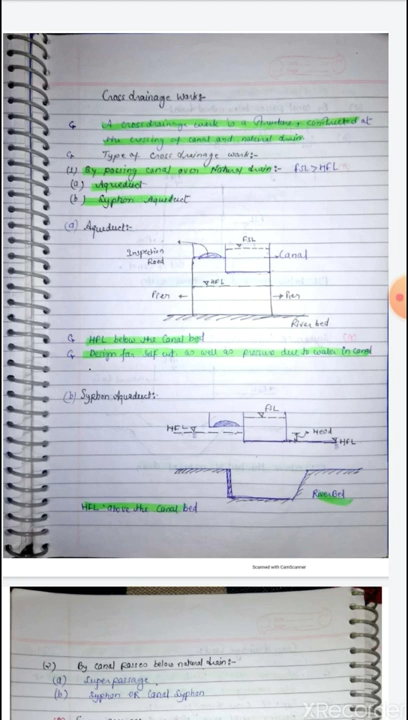 Cross drainage Works:-
↳ A cross drainage work is a structure, constructed at
the crossing of canal and natural drain
↳ Type of Cross drainage work:-
(1) By passing canal over Natural drain:- FSL > HFL
(a) Aqueduct
(b) Syphon Aqueduct
(a) Aqueduct:-
FSL
Inspection
Road
Canal
HFL
Pier
Pier
River bed
↳ HFL below the canal bed
↳ Design for self wt. as well as pressure due to water in canal
(b) Syphon Aqueduct:-
FSL
HFL
Head
HFL
River Bed
HFL above the canal bed
Scanned with CamScanner
(2) By canal passes below natural drain:-
(a) Superpassage
(b) Syphon OR Canal Syphon
XRecorder